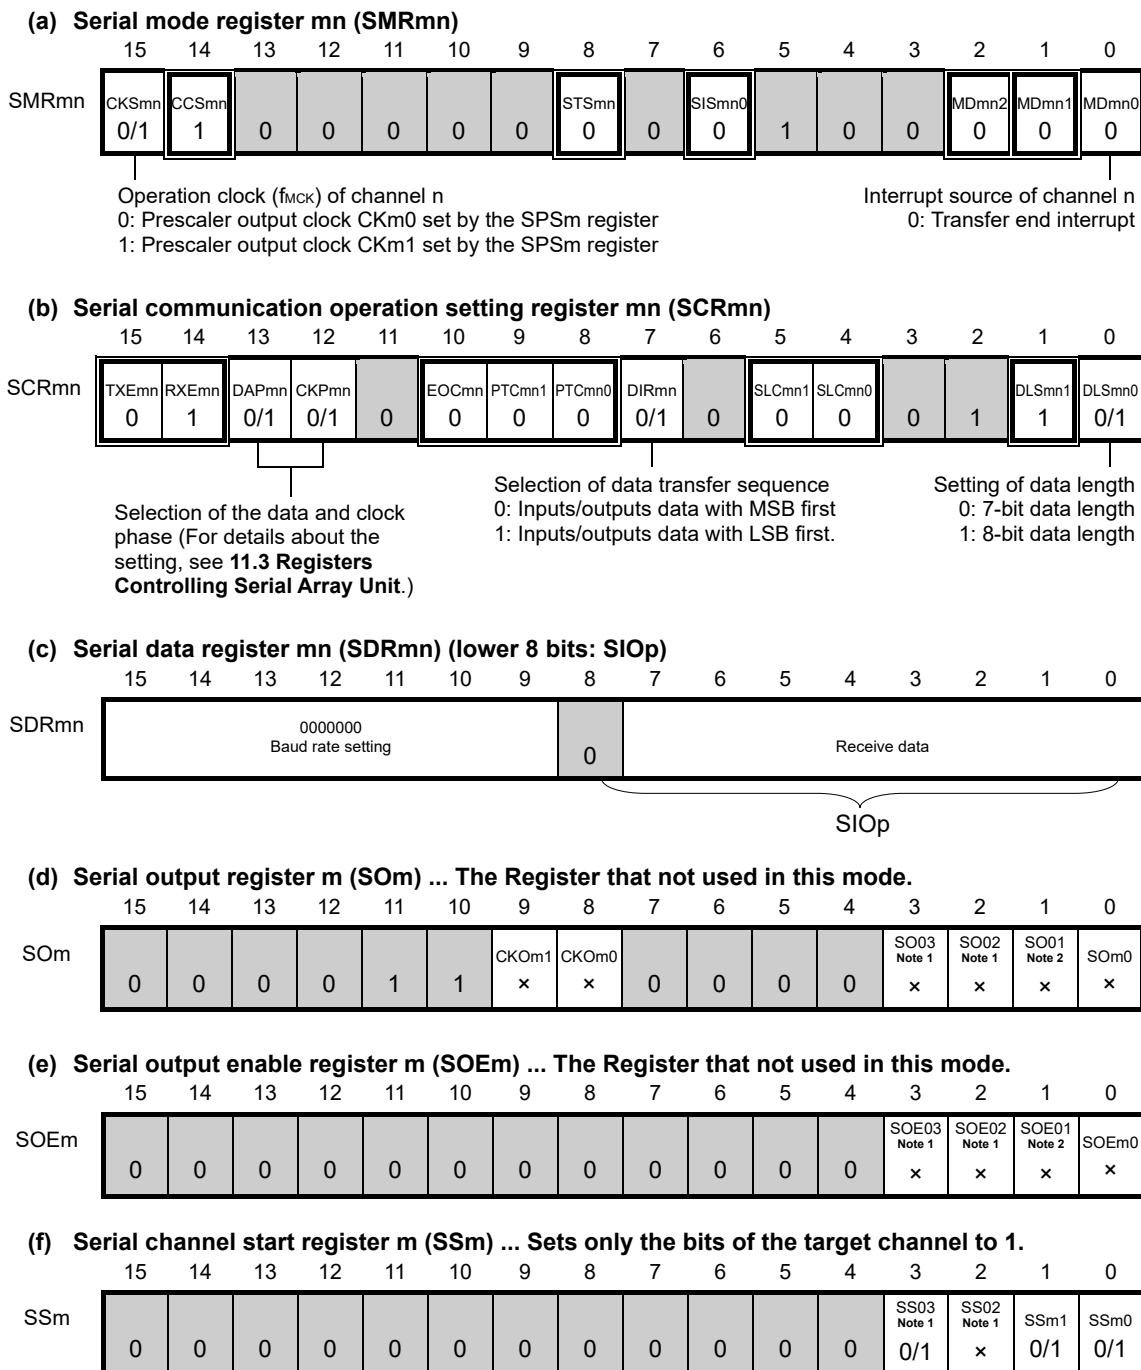 (a) Serial mode register mn (SMRmn)
15 14 13 12 11 10 9 8 7 6 5 4 3 2 1 0
SMRmn
CKSmn CCSmn STSmn SISmn0 MDmn2 MDmn1 MDmn0
0/1 1 0 0 0 0 0 0 0 0 1 0 0 0 0 0
Operation clock (fMCK) of channel n
0: Prescaler output clock CKm0 set by the SPSm register
1: Prescaler output clock CKm1 set by the SPSm register
Interrupt source of channel n
0: Transfer end interrupt
(b) Serial communication operation setting register mn (SCRmn)
15 14 13 12 11 10 9 8 7 6 5 4 3 2 1 0
SCRmn
TXEmn RXEmn DAPmn CKPmn EOCmn PTCmn1 PTCmn0 DIRmn SLCmn1 SLCmn0 DLSmn1 DLSmn0
0 1 0/1 0/1 0 0 0 0 0/1 0 0 0 0 1 1 0/1
Selection of the data and clock
phase (For details about the
setting, see 11.3 Registers
Controlling Serial Array Unit.)
Selection of data transfer sequence
0: Inputs/outputs data with MSB first
1: Inputs/outputs data with LSB first.
Setting of data length
0: 7-bit data length
1: 8-bit data length
(c) Serial data register mn (SDRmn) (lower 8 bits: SIOp)
15 14 13 12 11 10 9 8 7 6 5 4 3 2 1 0
SDRmn
0000000
Baud rate setting
0
Receive data
SIOp
(d) Serial output register m (SOm) ... The Register that not used in this mode.
15 14 13 12 11 10 9 8 7 6 5 4 3 2 1 0
SOm
CKOm1 CKOm0 SO03 SO02 SO01 SOm0
Note 1 Note 1 Note 2
0 0 0 0 1 1 × × 0 0 0 0 × × × ×
(e) Serial output enable register m (SOEm) ... The Register that not used in this mode.
15 14 13 12 11 10 9 8 7 6 5 4 3 2 1 0
SOEm
SOE03 SOE02 SOE01 SOEm0
Note 1 Note 1 Note 2
0 0 0 0 0 0 0 0 0 0 0 0 × × × ×
(f) Serial channel start register m (SSm) ... Sets only the bits of the target channel to 1.
15 14 13 12 11 10 9 8 7 6 5 4 3 2 1 0
SSm
SS03 SS02 SSm1 SSm0
Note 1 Note 1
0 0 0 0 0 0 0 0 0 0 0 0 0/1 × 0/1 0/1